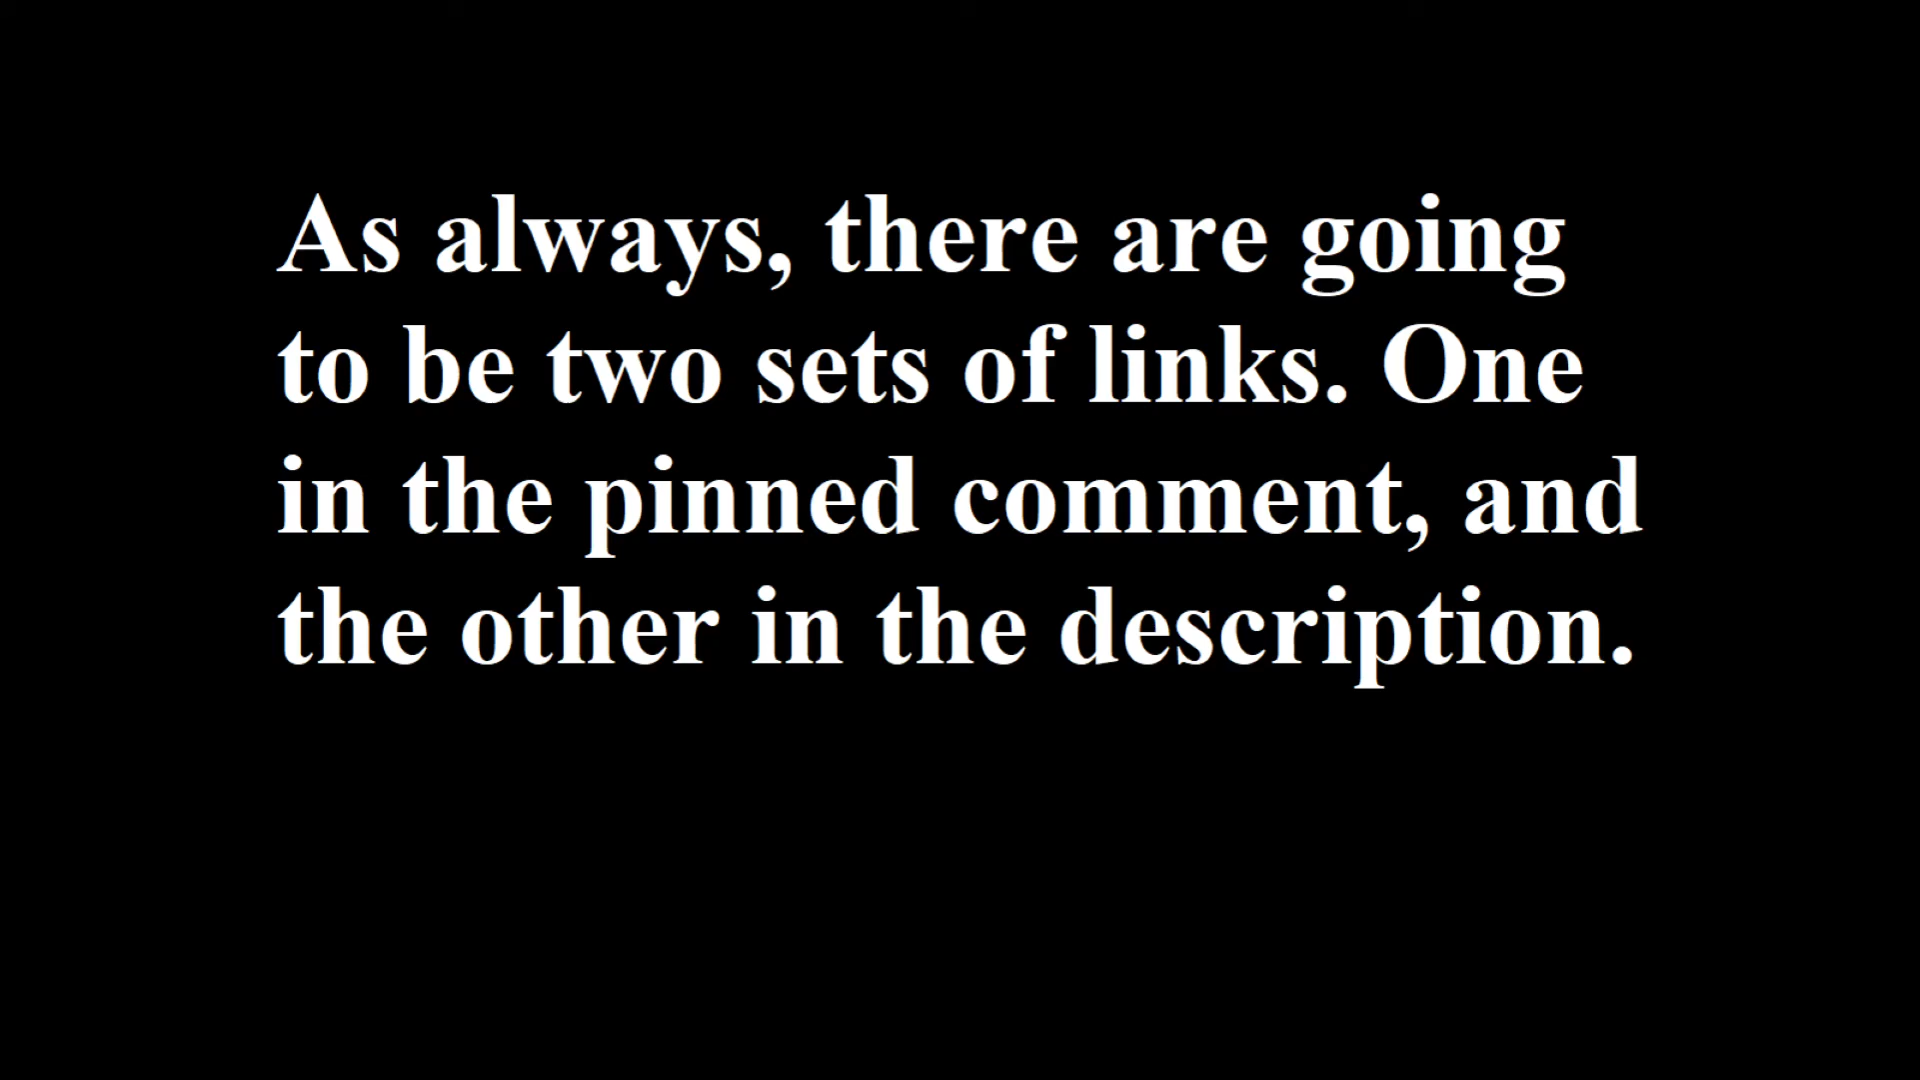 As always, there are going
to be two sets of links. One
in the pinned comment, and
the other in the description.